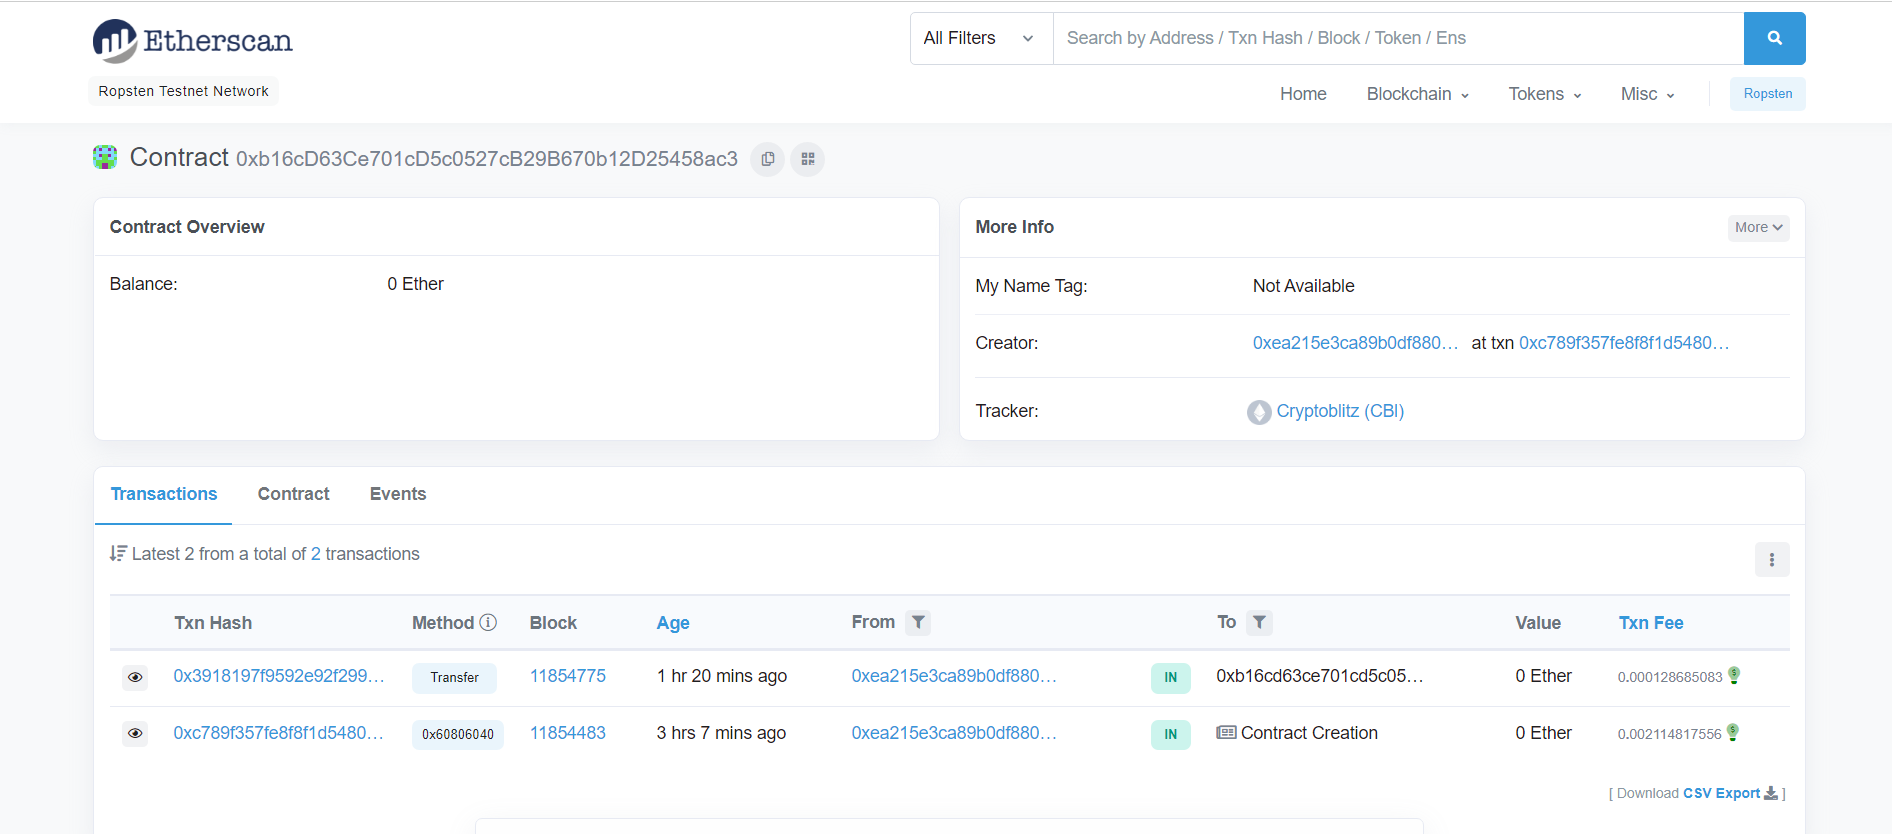 Etherscan
All Filters Search by Address / Txn Hash / Block / Token / Ens
Ropsten Testnet Network
Home Blockchain Tokens Misc Ropsten
Contract 0xb16cD63Ce701cD5c0527cB29B670b12D25458ac3
Contract Overview
Balance: 0 Ether
More Info More
My Name Tag: Not Available
Creator: 0xea215e3ca89b0df880... at txn 0xc789f357fe8f8f1d5480...
Tracker: Cryptoblitz (CBI)
Transactions Contract Events
Latest 2 from a total of 2 transactions
Txn Hash Method Block Age From To Value Txn Fee
0x3918197f9592e92f299... Transfer 11854775 1 hr 20 mins ago 0xea215e3ca89b0df880... IN 0xb16cd63ce701cd5c05... 0 Ether 0.000128685083
0xc789f357fe8f8f1d5480... 0x60806040 11854483 3 hrs 7 mins ago 0xea215e3ca89b0df880... IN Contract Creation 0 Ether 0.002114817556
[ Download CSV Export ]